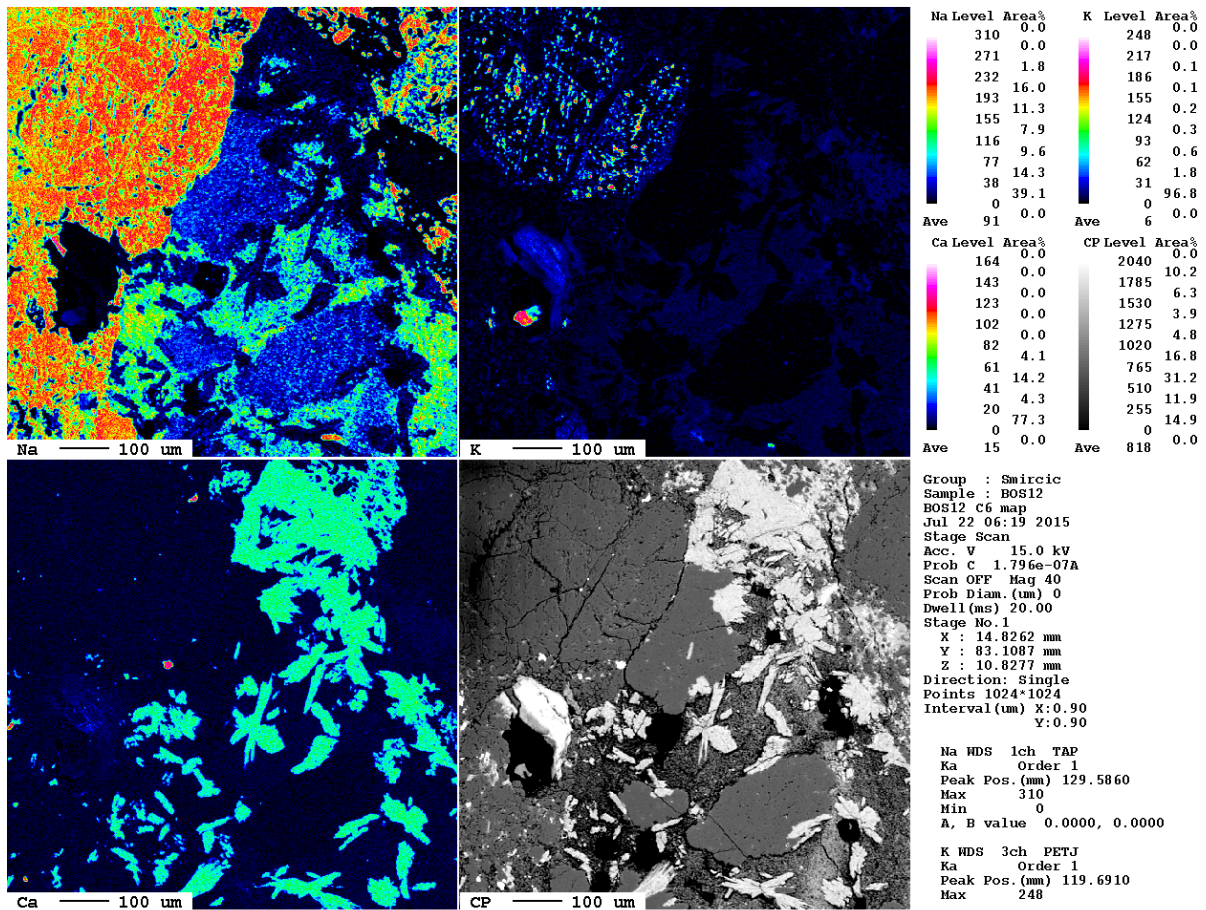 Na Level Area%
0.0
310
0.0
271
1.8
232
16.0
193
11.3
155
7.9
116
9.6
77
14.3
38
39.1
0
0.0
Ave 91
K Level Area%
0.0
248
0.0
217
0.1
186
0.1
155
0.2
124
0.3
93
0.6
62
1.8
31
96.8
0
0.0
Ave 6
Ca Level Area%
0.0
164
0.0
143
0.0
123
0.0
102
0.0
82
4.1
61
14.2
41
4.3
20
77.3
0
0.0
Ave 15
CP Level Area%
0.0
2040
10.2
1785
6.3
1530
3.9
1275
4.8
1020
16.8
765
31.2
510
11.9
255
14.9
0
0.0
Ave 818
Na 100 um
K 100 um
Ca 100 um
CP 100 um
Group : Smircic
Sample : BOS12
BOS12 C6 map
Jul 22 06:19 2015
Stage Scan
Acc. V 15.0 kV
Prob C 1.796e-07A
Scan OFF Mag 40
Prob Diam.(um) 0
Dwell(ms) 20.00
Stage No.1
X : 14.8262 mm
Y : 83.1087 mm
Z : 10.8277 mm
Direction: Single
Points 1024*1024
Interval(um) X:0.90
Y:0.90
Na WDS 1ch TAP
Ka Order 1
Peak Pos.(mm) 129.5860
Max 310
Min 0
A, B value 0.0000, 0.0000
K WDS 3ch PETJ
Ka Order 1
Peak Pos.(mm) 119.6910
Max 248